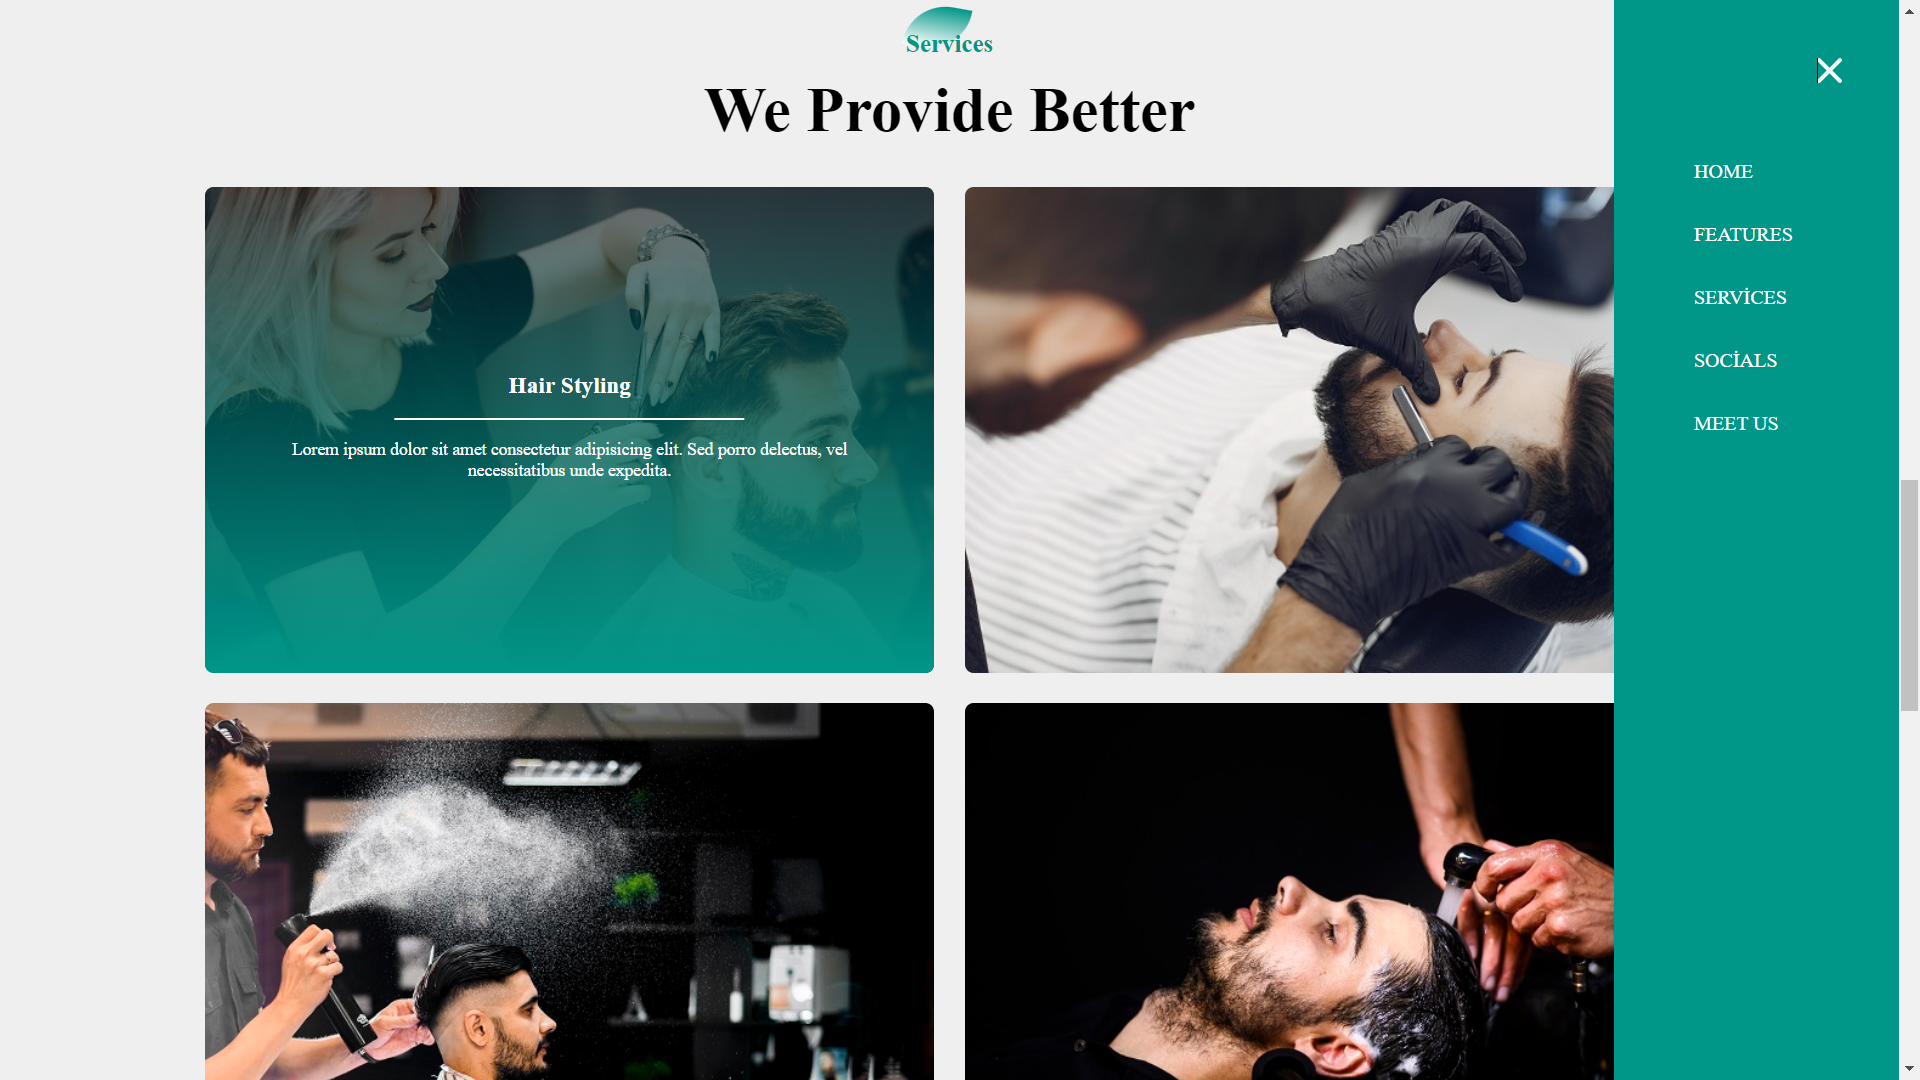 Services
We Provide Better
Hair Styling
Lorem ipsum dolor sit amet consectetur adipisicing elit. Sed porro delectus, vel
necessitatibus unde expedita.
HOME
FEATURES
SERVİCES
SOCİALS
MEET US